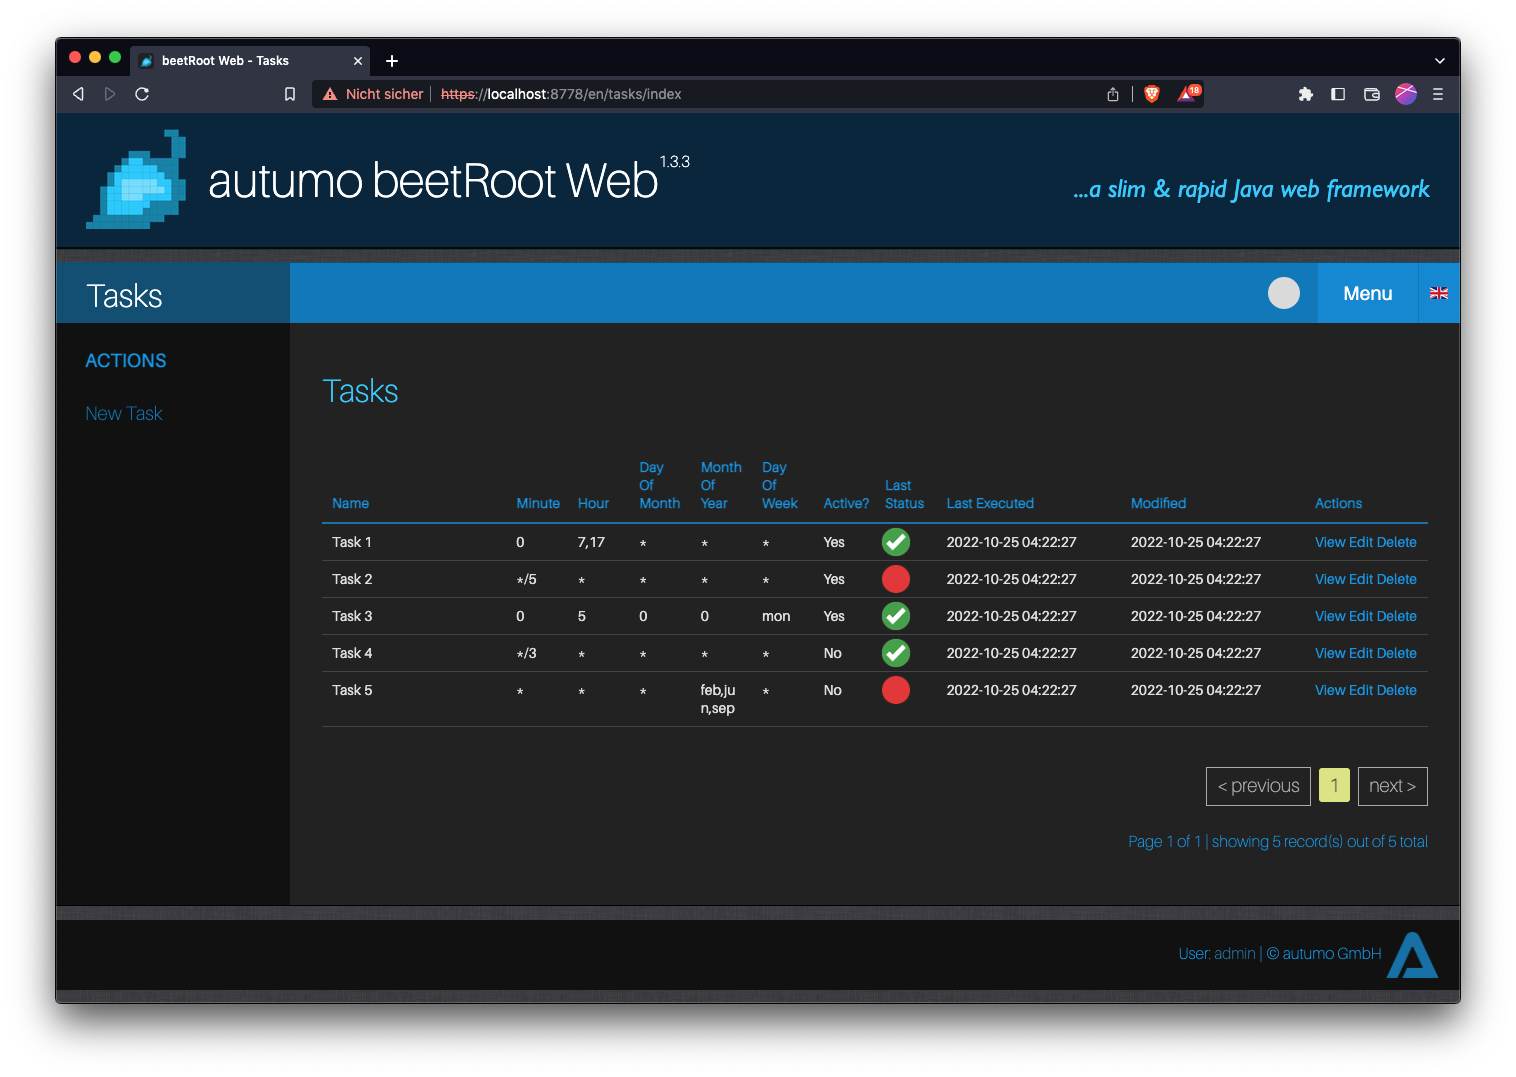 beetRoot Web - Tasks
Nicht sicher https://localhost:8778/en/tasks/index
18
autumo beetRoot Web 1.3.3
...a slim & rapid Java web framework
Tasks
Menu
ACTIONS
New Task
Tasks
Name Minute Hour Day Of Month Month Of Year Day Of Week Active? Last Status Last Executed Modified Actions
Task 1 0 7,17 * * * Yes 2022-10-25 04:22:27 2022-10-25 04:22:27 View Edit Delete
Task 2 */5 * * * * Yes 2022-10-25 04:22:27 2022-10-25 04:22:27 View Edit Delete
Task 3 0 5 0 0 mon Yes 2022-10-25 04:22:27 2022-10-25 04:22:27 View Edit Delete
Task 4 */3 * * * * No 2022-10-25 04:22:27 2022-10-25 04:22:27 View Edit Delete
Task 5 * * * feb,ju * No 2022-10-25 04:22:27 2022-10-25 04:22:27 View Edit Delete
n,sep
< previous 1 next >
Page 1 of 1 | showing 5 record(s) out of 5 total
User: admin | © autumo GmbH